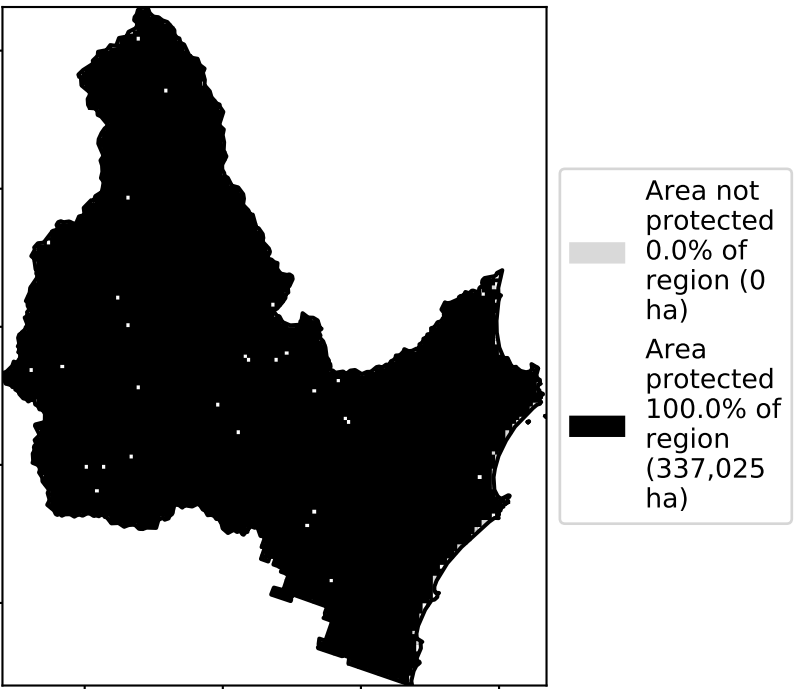 Area not
protected
0.0% of
region (0
ha)
Area
protected
100.0% of
region
(337,025
ha)